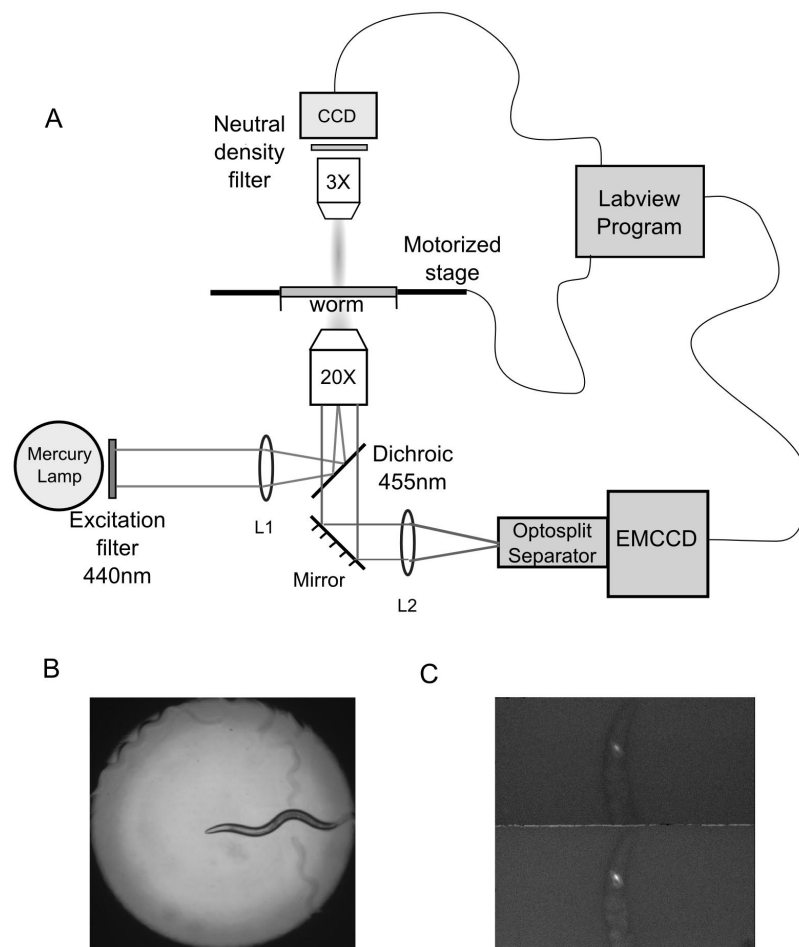 A
CCD
Neutral
density
filter
3X
Labview
Program
Motorized
stage
worm
20X
Mercury
Lamp
Dichroic
455nm
Excitation
filter
440nm
L1
Mirror
L2
Optosplit
Separator
EMCCD
B
C